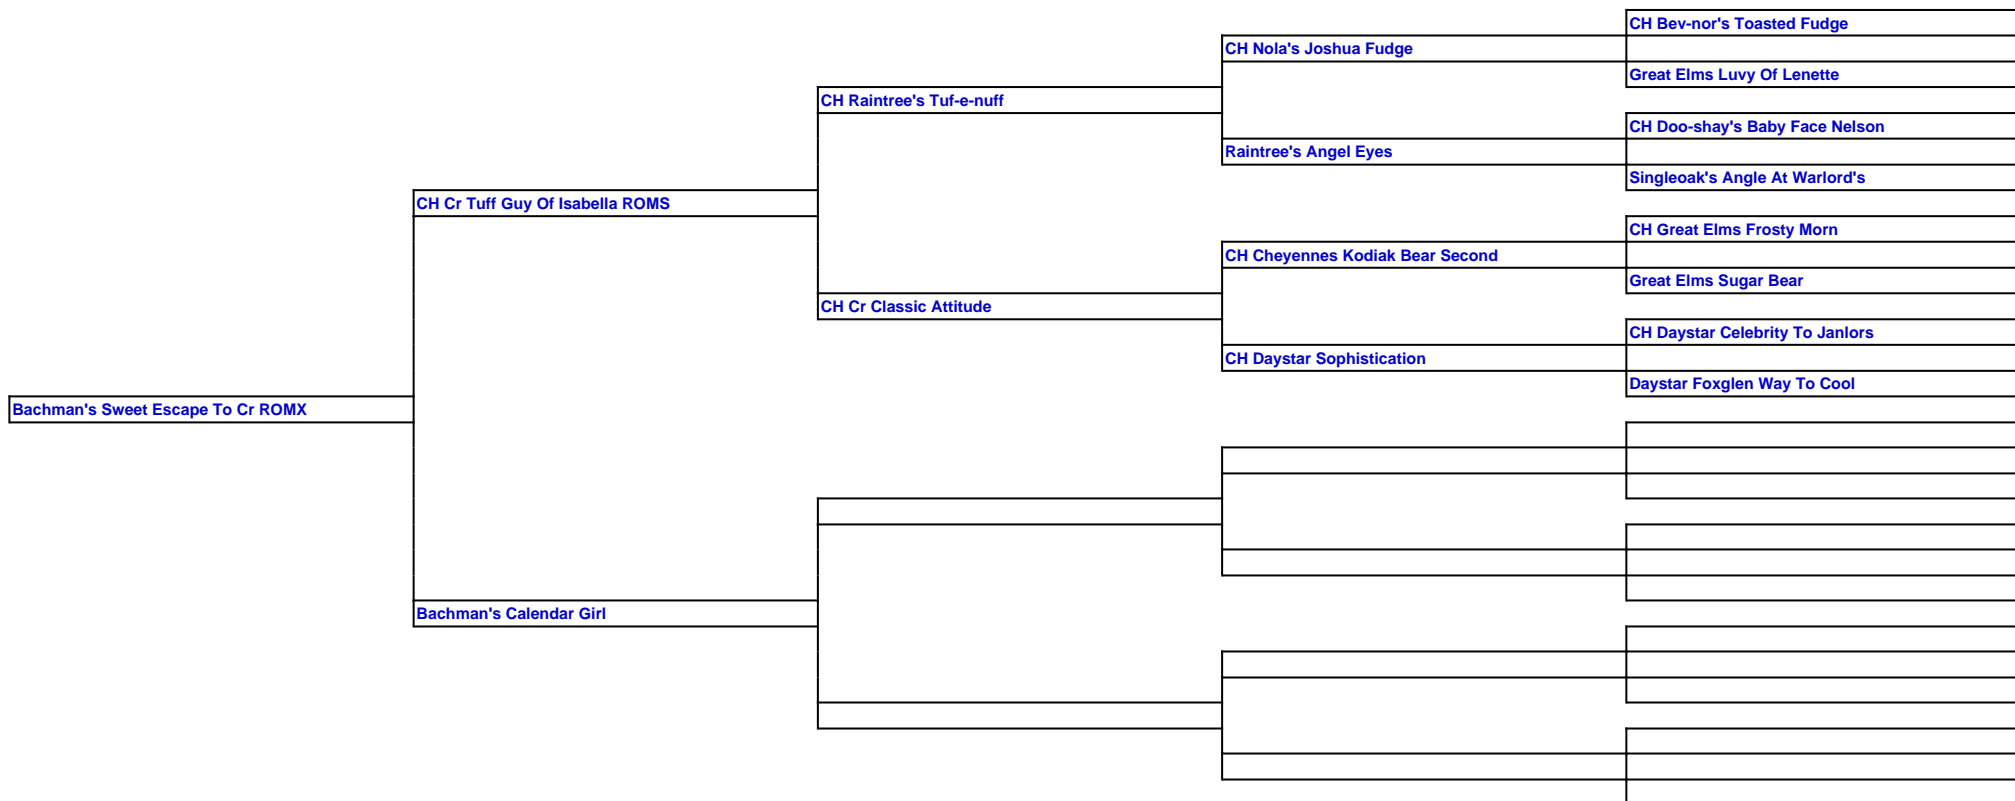 CH Bev-nor's Toasted Fudge
CH Nola's Joshua Fudge
Great Elms Luvy Of Lenette
CH Raintree's Tuf-e-nuff
CH Doo-shay's Baby Face Nelson
Raintree's Angel Eyes
Singleoak's Angle At Warlord's
CH Cr Tuff Guy Of Isabella ROMS
CH Great Elms Frosty Morn
CH Cheyennes Kodiak Bear Second
Great Elms Sugar Bear
CH Cr Classic Attitude
CH Daystar Celebrity To Janlors
CH Daystar Sophistication
Daystar Foxglen Way To Cool
Bachman's Sweet Escape To Cr ROMX
Bachman's Calendar Girl